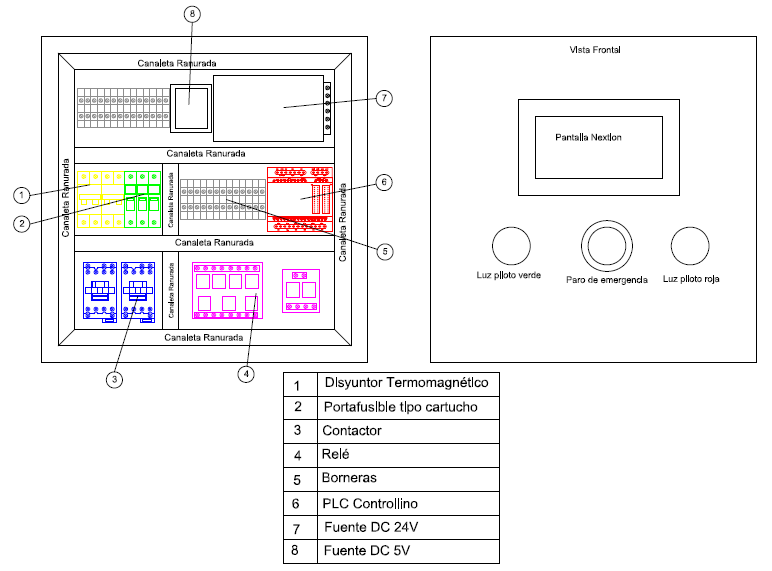 8
Canaleta Ranurada
7
Canaleta Ranurada
Canaleta Ranurada
Canaleta Ranurada
Canaleta Ranurada
1
2
6
5
Canaleta Ranurada
Canaleta Ranurada
Canaleta Ranurada
3
4
Vista Frontal
Pantalla Nextion
Luz piloto verde
Paro de emergencia
Luz piloto roja
1 Disyuntor Termomagnético
2 Portafusible tipo cartucho
3 Contactor
4 Relé
5 Borneras
6 PLC Controllino
7 Fuente DC 24V
8 Fuente DC 5V